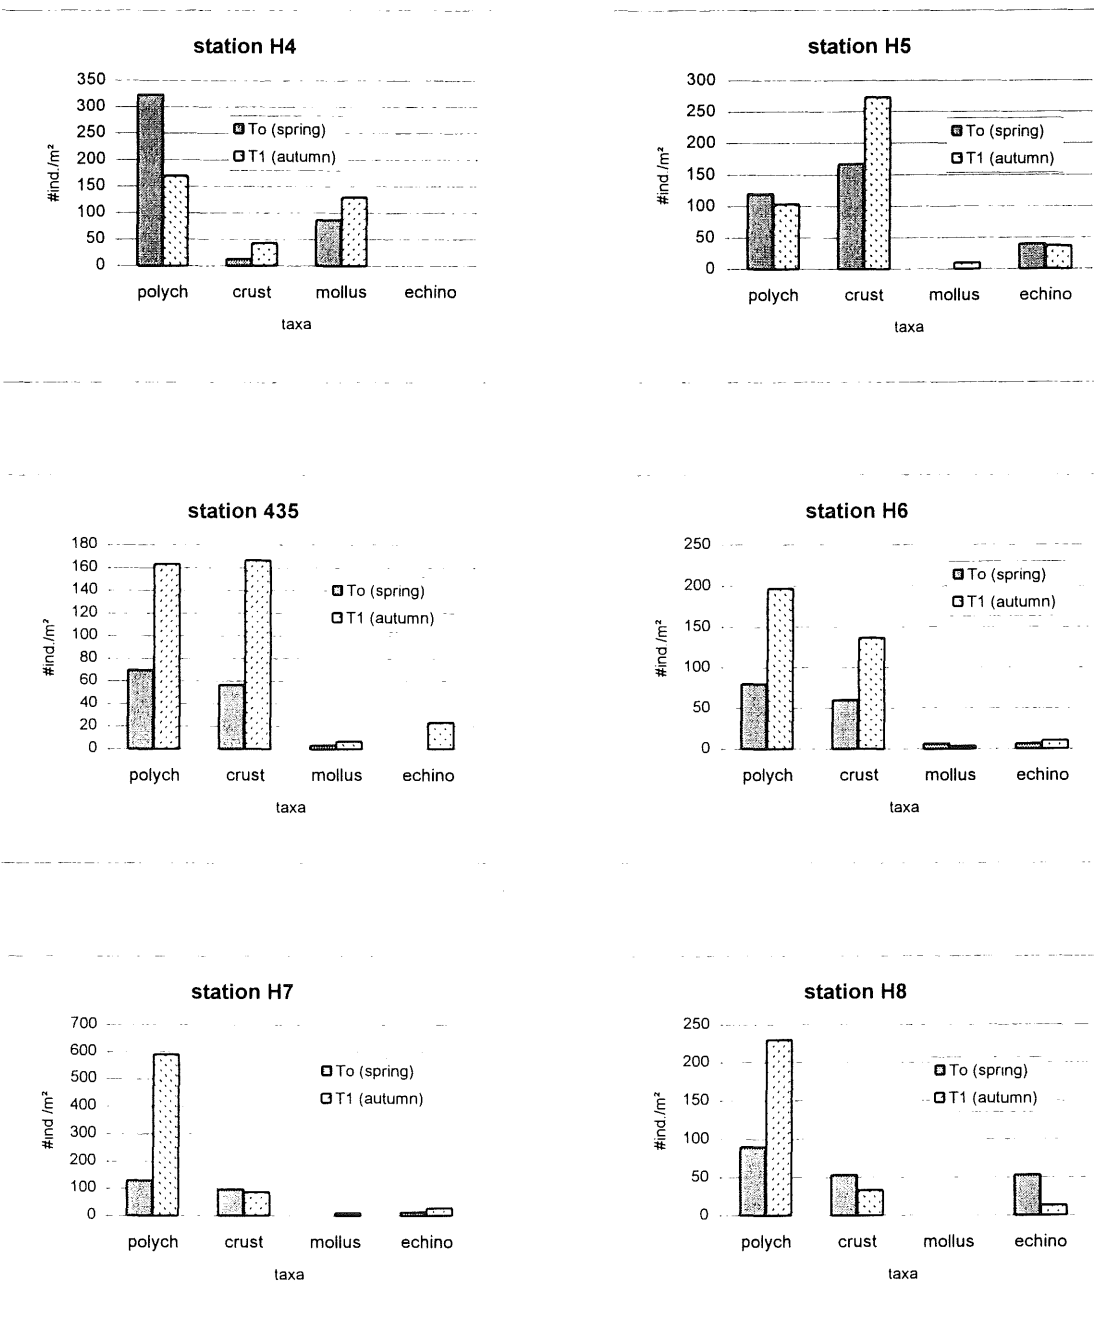 station H4
350
300
250
200
150
100
50
0
#ind./m²
To (spring)
T1 (autumn)
polych crust mollus echino
taxa
station H5
300
250
200
150
100
50
0
#ind./m²
To (spring)
T1 (autumn)
polych crust mollus echino
taxa
station 435
180
160
140
120
100
80
60
40
20
0
#ind./m²
To (spring)
T1 (autumn)
polych crust mollus echino
taxa
station H6
250
200
150
100
50
0
#ind /m²
To (spring)
T1 (autumn)
polych crust mollus echino
taxa
station H7
700
600
500
400
300
200
100
0
#ind /m²
To (spring)
T1 (autumn)
polych crust mollus echino
taxa
station H8
250
200
150
100
50
0
#ind./m²
To (spring)
T1 (autumn)
polych crust mollus echino
taxa